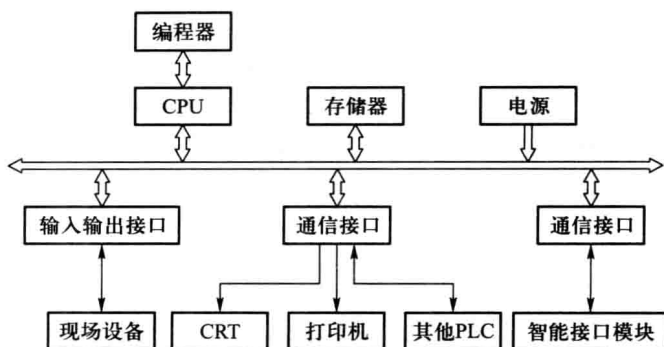 编程器
CPU
存储器
电源
输入输出接口
通信接口
通信接口
现场设备
CRT
打印机
其他PLC
智能接口模块